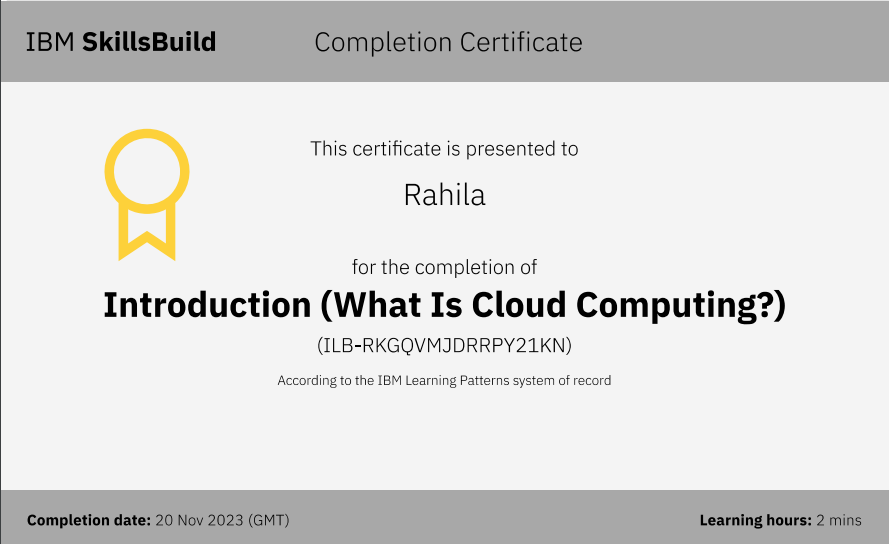 IBM SkillsBuild
Completion Certificate
This certificate is presented to
Rahila
for the completion of
Introduction (What Is Cloud Computing?)
(ILB-RKGQVMJDRRPY21KN)
According to the IBM Learning Patterns system of record
Completion date: 20 Nov 2023 (GMT)
Learning hours: 2 mins